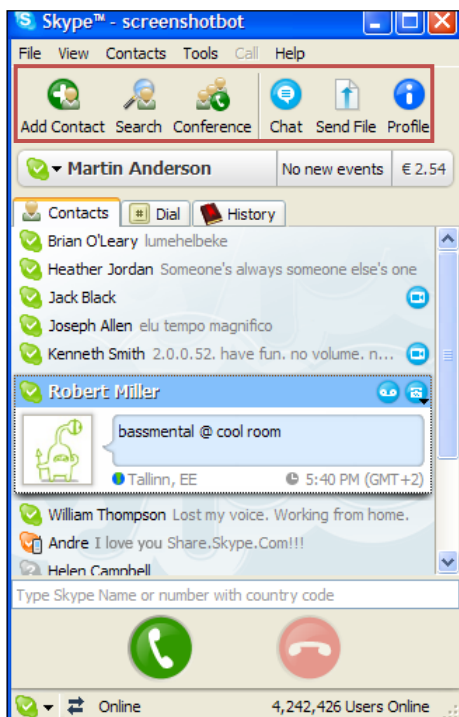 Skype™ - screenshotbot
File View Contacts Tools Call Help
Add Contact Search Conference Chat Send File Profile
Martin Anderson No new events € 2.54
Contacts # Dial History
Brian O'Leary lumehelbeke
Heather Jordan Someone's always someone else's one
Jack Black
Joseph Allen elu tempo magnifico
Kenneth Smith 2.0.0.52. have fun. no volume. n...
Robert Miller
bassmental @ cool room
Tallinn, EE 5:40 PM (GMT+2)
William Thompson Lost my voice. Working from home.
Andre I love you Share.Skype.Com!!!
Helen Campbell
Type Skype Name or number with country code
Online 4,242,426 Users Online